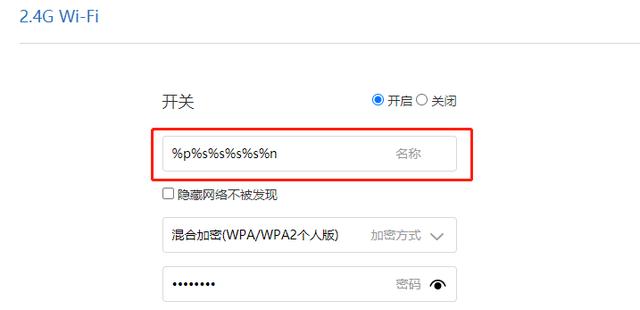 2.4G Wi-Fi
开关 开启 关闭
%p%s%s%s%s%n 名称
隐藏网络不被发现
混合加密(WPA/WPA2个人版) 加密方式
•••••••• 密码